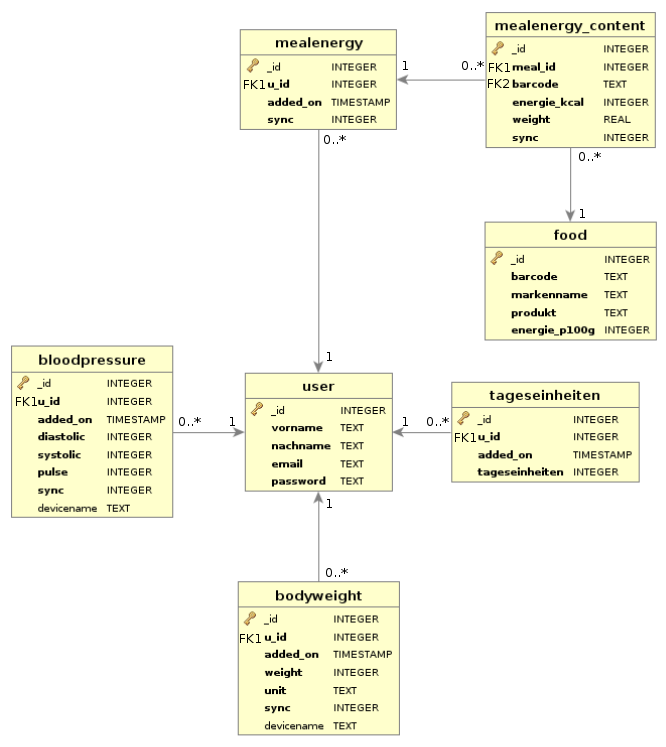 mealenergy
_id INTEGER
FK1 u_id INTEGER
added_on TIMESTAMP
sync INTEGER
1 0..*
mealenergy_content
_id INTEGER
FK1 meal_id INTEGER
FK2 barcode TEXT
energie_kcal INTEGER
weight REAL
sync INTEGER
0..*
0..*
1
food
_id INTEGER
barcode TEXT
markenname TEXT
produkt TEXT
energie_p100g INTEGER
1
bloodpressure
_id INTEGER
FK1 u_id INTEGER
added_on TIMESTAMP
diastolic INTEGER
systolic INTEGER
pulse INTEGER
sync INTEGER
devicename TEXT
0..* 1
user
_id INTEGER
vorname TEXT
nachname TEXT
email TEXT
password TEXT
1 0..*
tageseinheiten
_id INTEGER
FK1 u_id INTEGER
added_on TIMESTAMP
tageseinheiten INTEGER
1
0..*
bodyweight
_id INTEGER
FK1 u_id INTEGER
added_on TIMESTAMP
weight INTEGER
unit TEXT
sync INTEGER
devicename TEXT